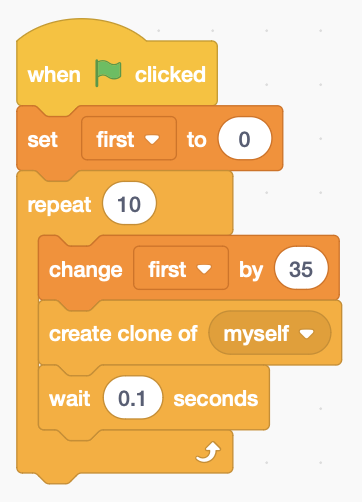 when clicked
set first to 0
repeat 10
change first by 35
create clone of myself
wait 0.1 seconds